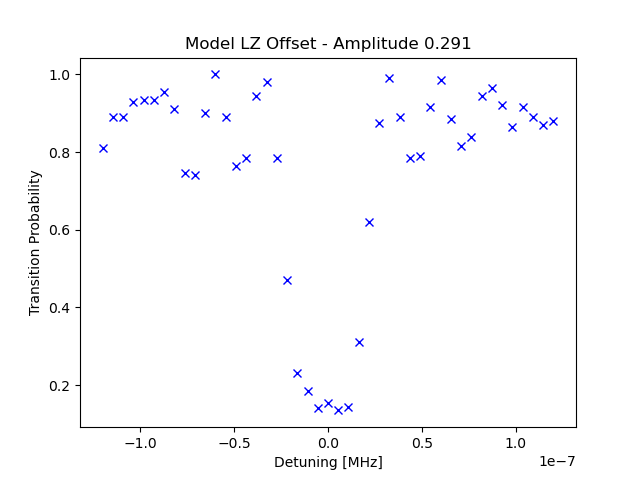 Model LZ Offset - Amplitude 0.291
Transition Probability
1.0
0.8
0.6
0.4
0.2
−1.0 −0.5 0.0 0.5 1.0
1e−7
Detuning [MHz]